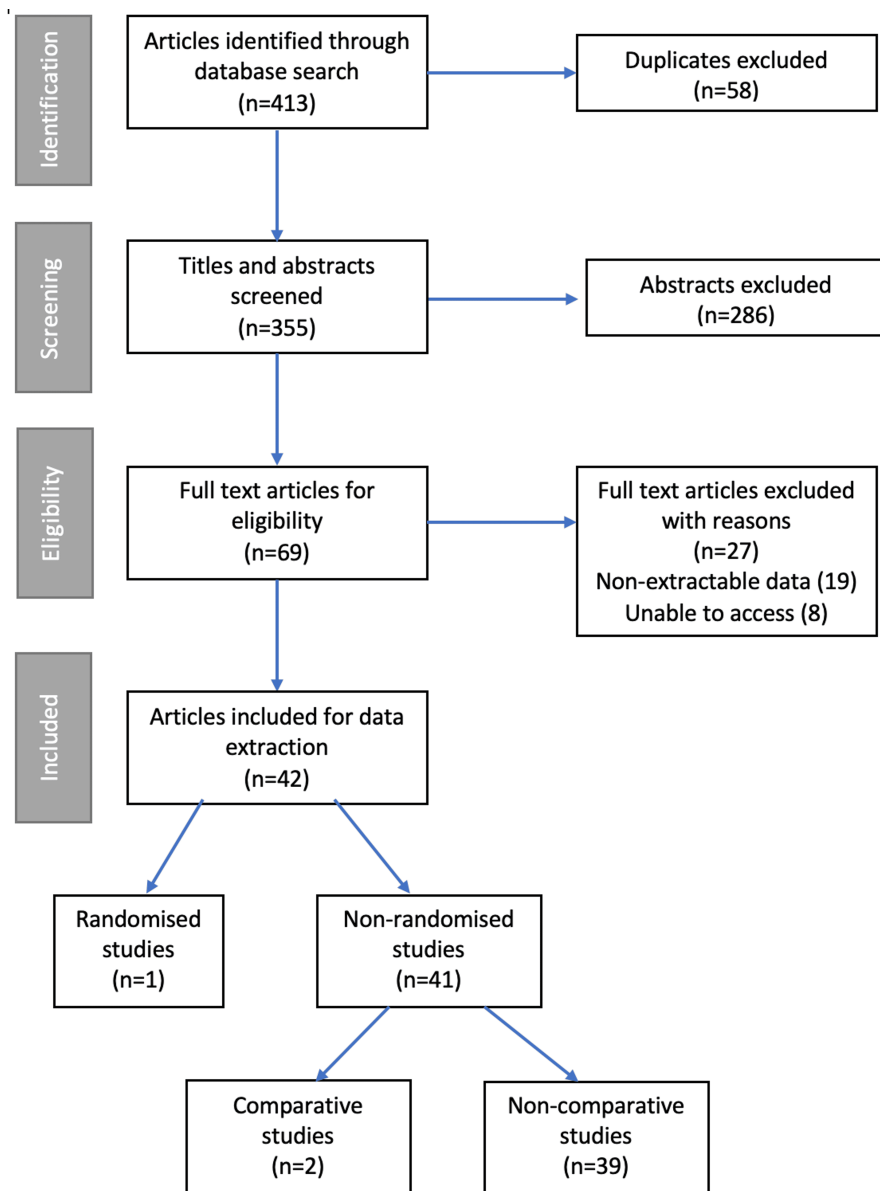 Identification
Articles identified through
database search
(n=413)
Duplicates excluded
(n=58)
Screening
Titles and abstracts
screened
(n=355)
Abstracts excluded
(n=286)
Eligibility
Full text articles for
eligibility
(n=69)
Full text articles excluded
with reasons
(n=27)
Non-extractable data (19)
Unable to access (8)
Included
Articles included for data
extraction
(n=42)
Randomised
studies
(n=1)
Non-randomised
studies
(n=41)
Comparative
studies
(n=2)
Non-comparative
studies
(n=39)